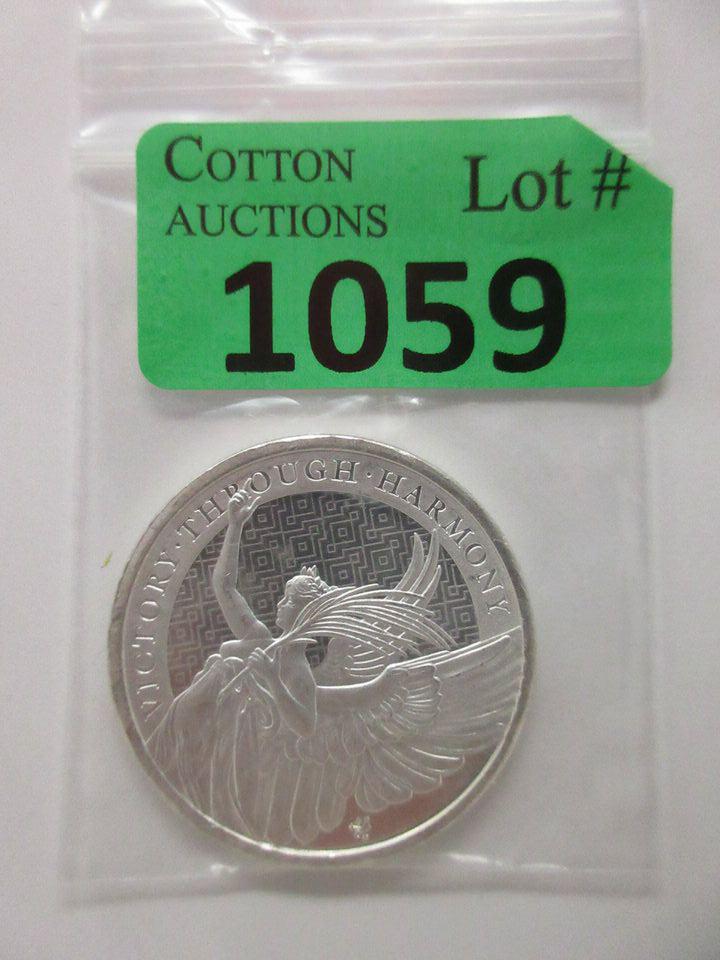 COTTON
AUCTIONS
Lot #
1059
VICTORY · THROUGH · HARMONY